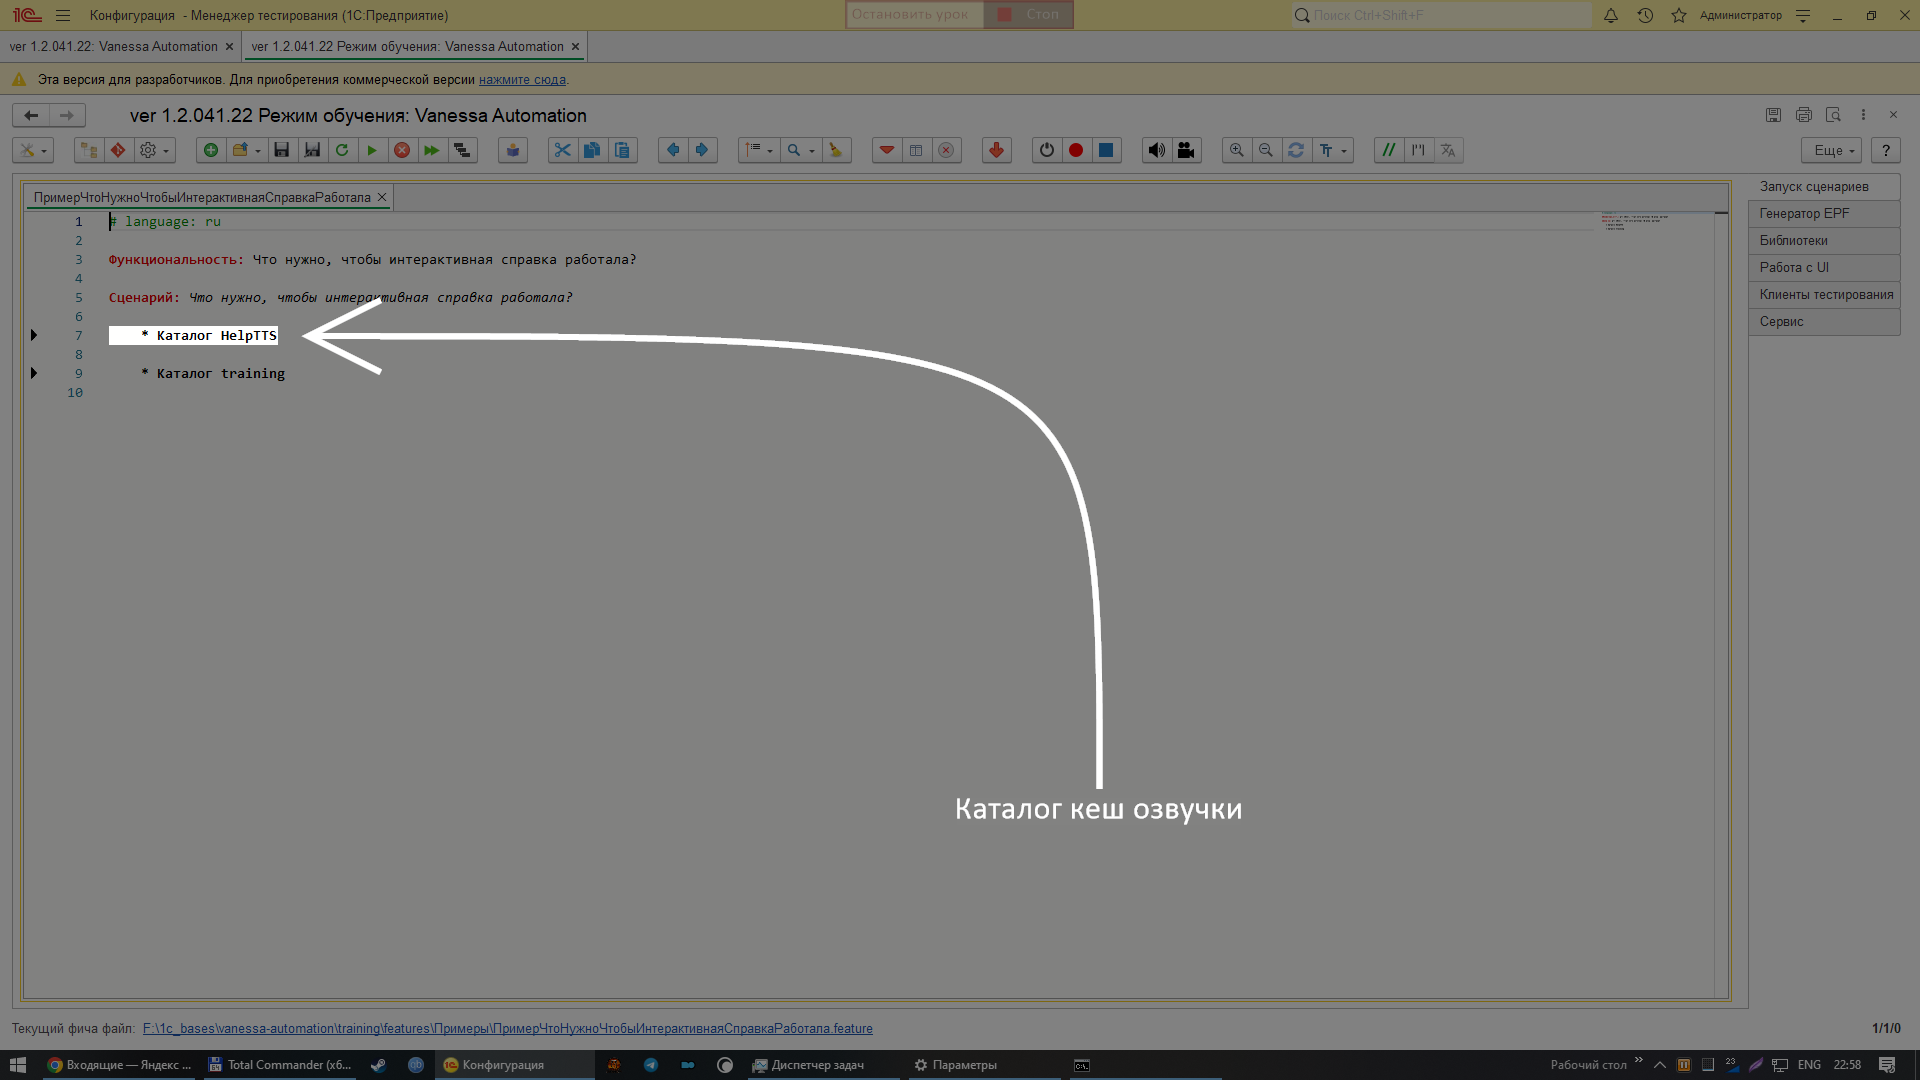 Конфигурация - Менеджер тестирования (1С:Предприятие)
Остановить урок
Стоп
Поиск Ctrl+Shift+F
Администратор
ver 1.2.041.22: Vanessa Automation
ver 1.2.041.22 Режим обучения: Vanessa Automation
Эта версия для разработчиков. Для приобретения коммерческой версии нажмите сюда.
ver 1.2.041.22 Режим обучения: Vanessa Automation
Еще
?
ПримерЧтоНужноЧтобыИнтерактивнаяСправкаРаботала
1 # language: ru
2
3 Функциональность: Что нужно, чтобы интерактивная справка работала?
4
5 Сценарий: Что нужно, чтобы интерактивная справка работала?
6
7 * Каталог HelpTTS
8
9 * Каталог training
10
Запуск сценариев
Генератор EPF
Библиотеки
Работа с UI
Клиенты тестирования
Сервис
Каталог кеш озвучки
Текущий фича файл: F:\1c_bases\vanessa-automation\training\features\Примеры\ПримерЧтоНужноЧтобыИнтерактивнаяСправкаРаботала.feature
1/1/0
Входящие — Яндекс ...
Total Commander (x6...
Конфигурация
Диспетчер задач
Параметры
Рабочий стол
23
ENG
22:58